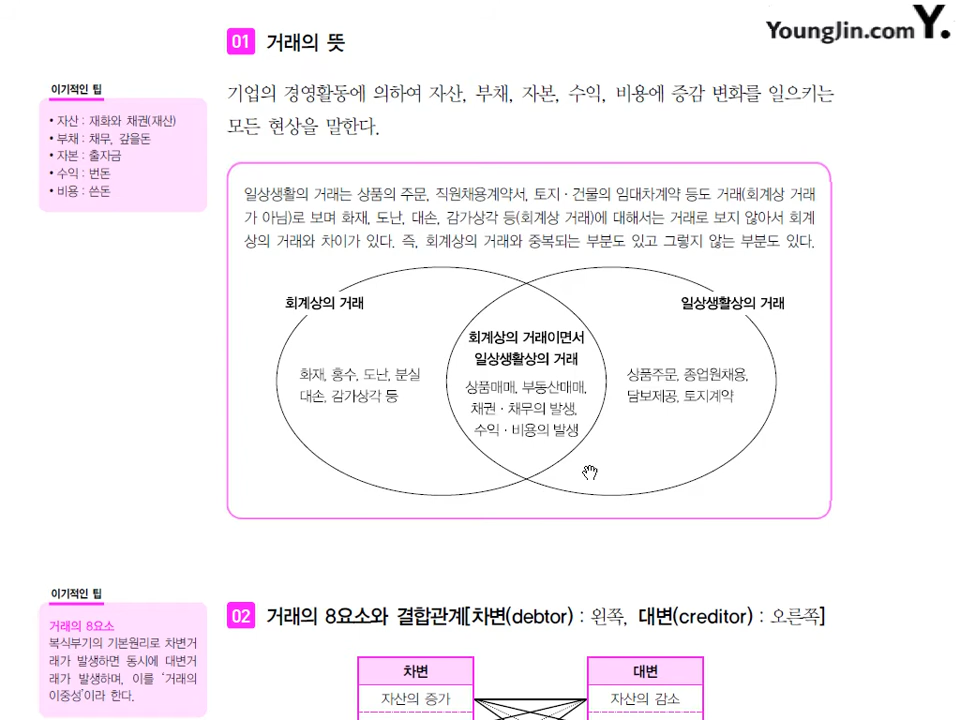 YoungJin.com Y.
01 거래의 뜻
이기적인 팁
• 자산 : 재화와 채권(재산)
• 부채 : 채무, 갚을돈
• 자본 : 출자금
• 수익 : 번돈
• 비용 : 쓴돈
기업의 경영활동에 의하여 자산, 부채, 자본, 수익, 비용에 증감 변화를 일으키는
모든 현상을 말한다.
일상생활의 거래는 상품의 주문, 직원채용계약서, 토지 · 건물의 임대차계약 등도 거래(회계상 거래
가 아님)로 보며 화재, 도난, 대손, 감가상각 등(회계상 거래)에 대해서는 거래로 보지 않아서 회계
상의 거래와 차이가 있다. 즉, 회계상의 거래와 중복되는 부분도 있고 그렇지 않는 부분도 있다.
회계상의 거래
화재, 홍수, 도난, 분실
대손, 감가상각 등
회계상의 거래이면서
일상생활상의 거래
상품매매, 부동산매매,
채권 · 채무의 발생,
수익 · 비용의 발생
일상생활상의 거래
상품주문, 종업원채용,
담보제공, 토지계약
이기적인 팁
거래의 8요소
복식부기의 기본원리로 차변거
래가 발생하면 동시에 대변거
래가 발생하며, 이를 '거래의
이중성'이라 한다.
02 거래의 8요소와 결합관계[차변(debtor) : 왼쪽, 대변(creditor) : 오른쪽]
차변
대변
자산의 증가
자산의 감소